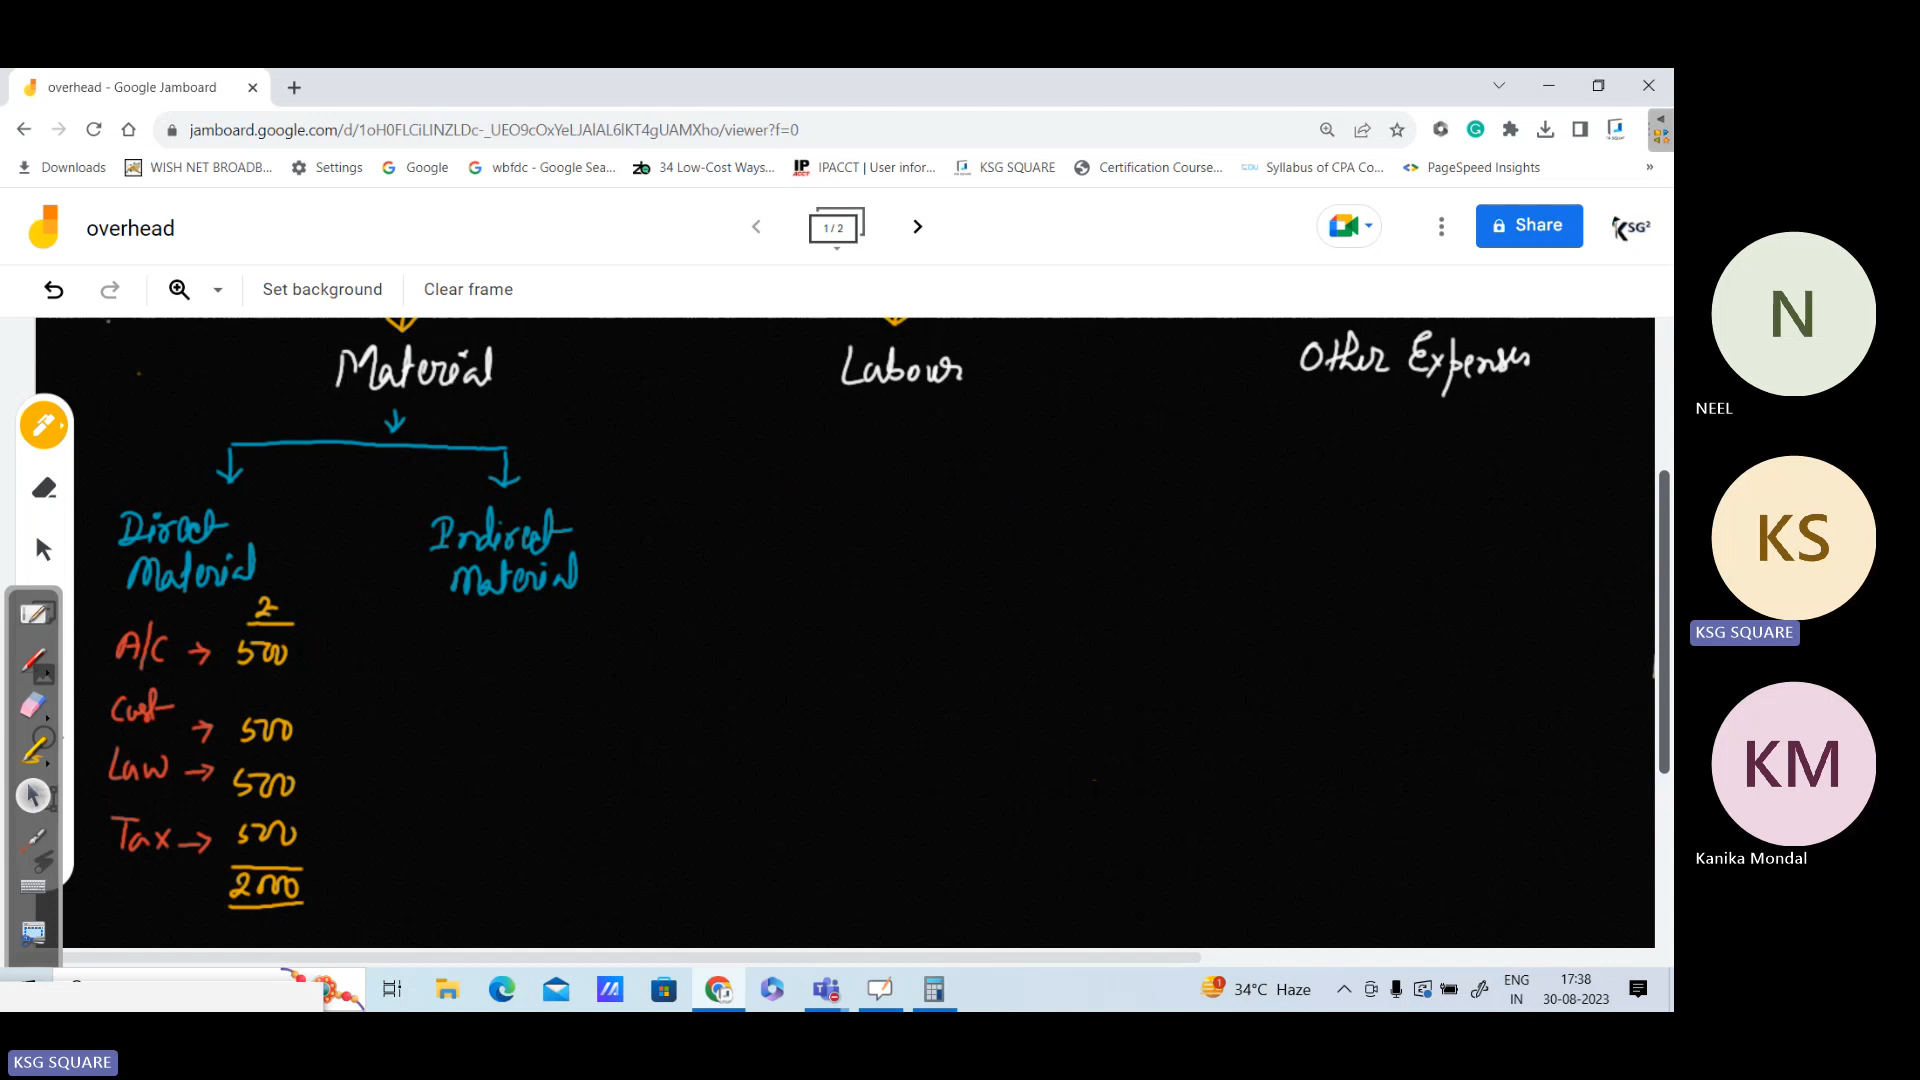 overhead - Google Jamboard
jamboard.google.com/d/1oH0FLCiLINZLDc-_UEO9cOxYeLJAlAL6lKT4gUAMXho/viewer?f=0
Downloads WISH NET BROADB... Settings Google wbfdc - Google Sea... 34 Low-Cost Ways... IPACCT | User infor... KSG SQUARE Certification Course... Syllabus of CPA Co... PageSpeed Insights »
overhead 1/2 Share KSG²
Set background Clear frame
Material Labour Other Expenses
Direct Material
Indirect Material
2
A/C → 500
Cost → 500
Law → 500
Tax → 500
2000
N
NEEL
KS
KSG SQUARE
KM
Kanika Mondal
34°C Haze ENG IN 17:38 30-08-2023
KSG SQUARE